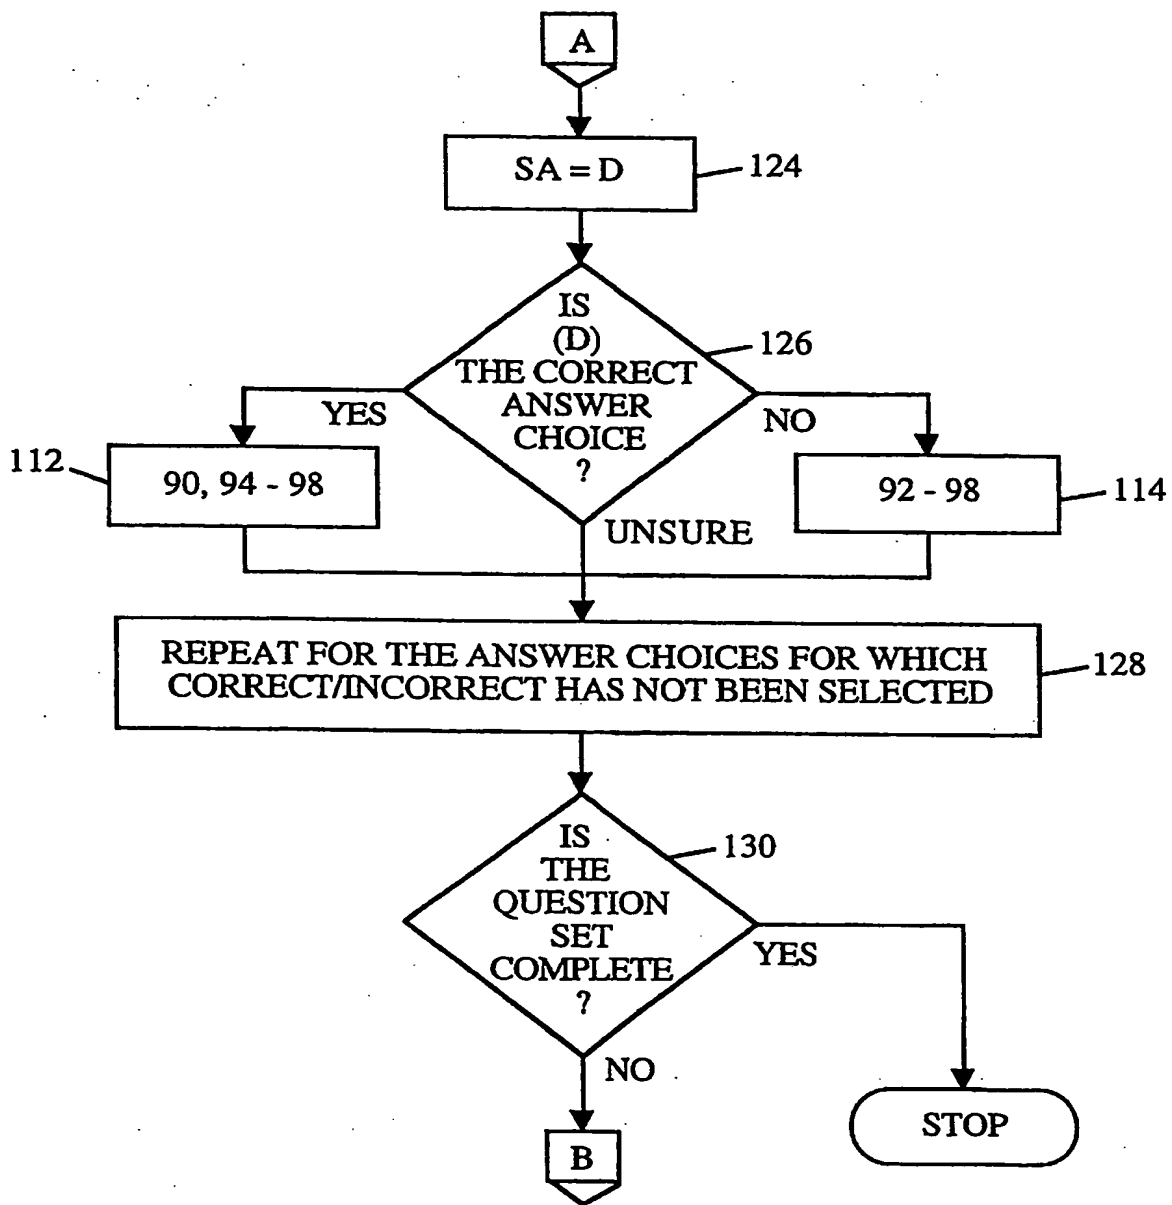 A
SA = D
124
IS
(D)
THE CORRECT
ANSWER
CHOICE
?
126
YES
NO
112
90, 94 - 98
92 - 98
114
UNSURE
REPEAT FOR THE ANSWER CHOICES FOR WHICH
CORRECT/INCORRECT HAS NOT BEEN SELECTED
128
IS
THE
QUESTION
SET
COMPLETE
?
130
YES
NO
STOP
B